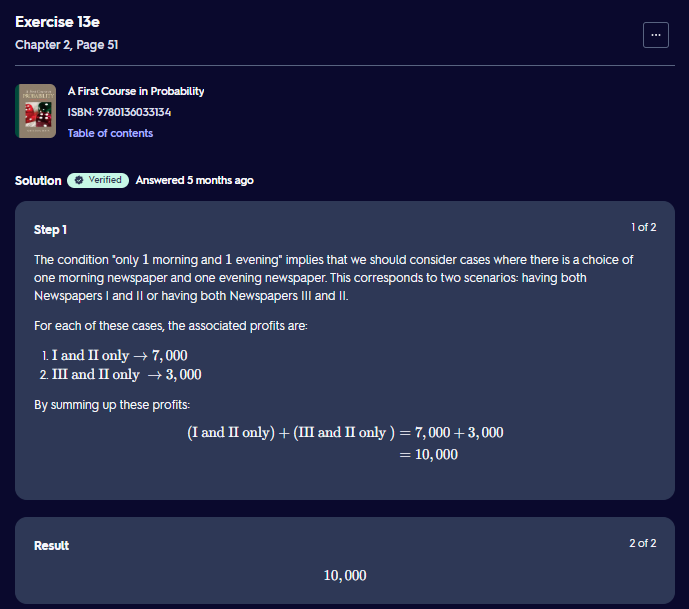 Exercise 13e
Chapter 2, Page 51
...
A First Course in Probability
ISBN: 9780136033134
Table of contents
Solution Verified Answered 5 months ago
Step 1
1 of 2
The condition "only 1 morning and 1 evening" implies that we should consider cases where there is a choice of
one morning newspaper and one evening newspaper. This corresponds to two scenarios: having both
Newspapers I and II or having both Newspapers III and II.
For each of these cases, the associated profits are:
1. I and II only → 7,000
2. III and II only → 3,000
By summing up these profits:
(I and II only) + (III and II only ) = 7,000 + 3,000
= 10,000
Result
2 of 2
10,000